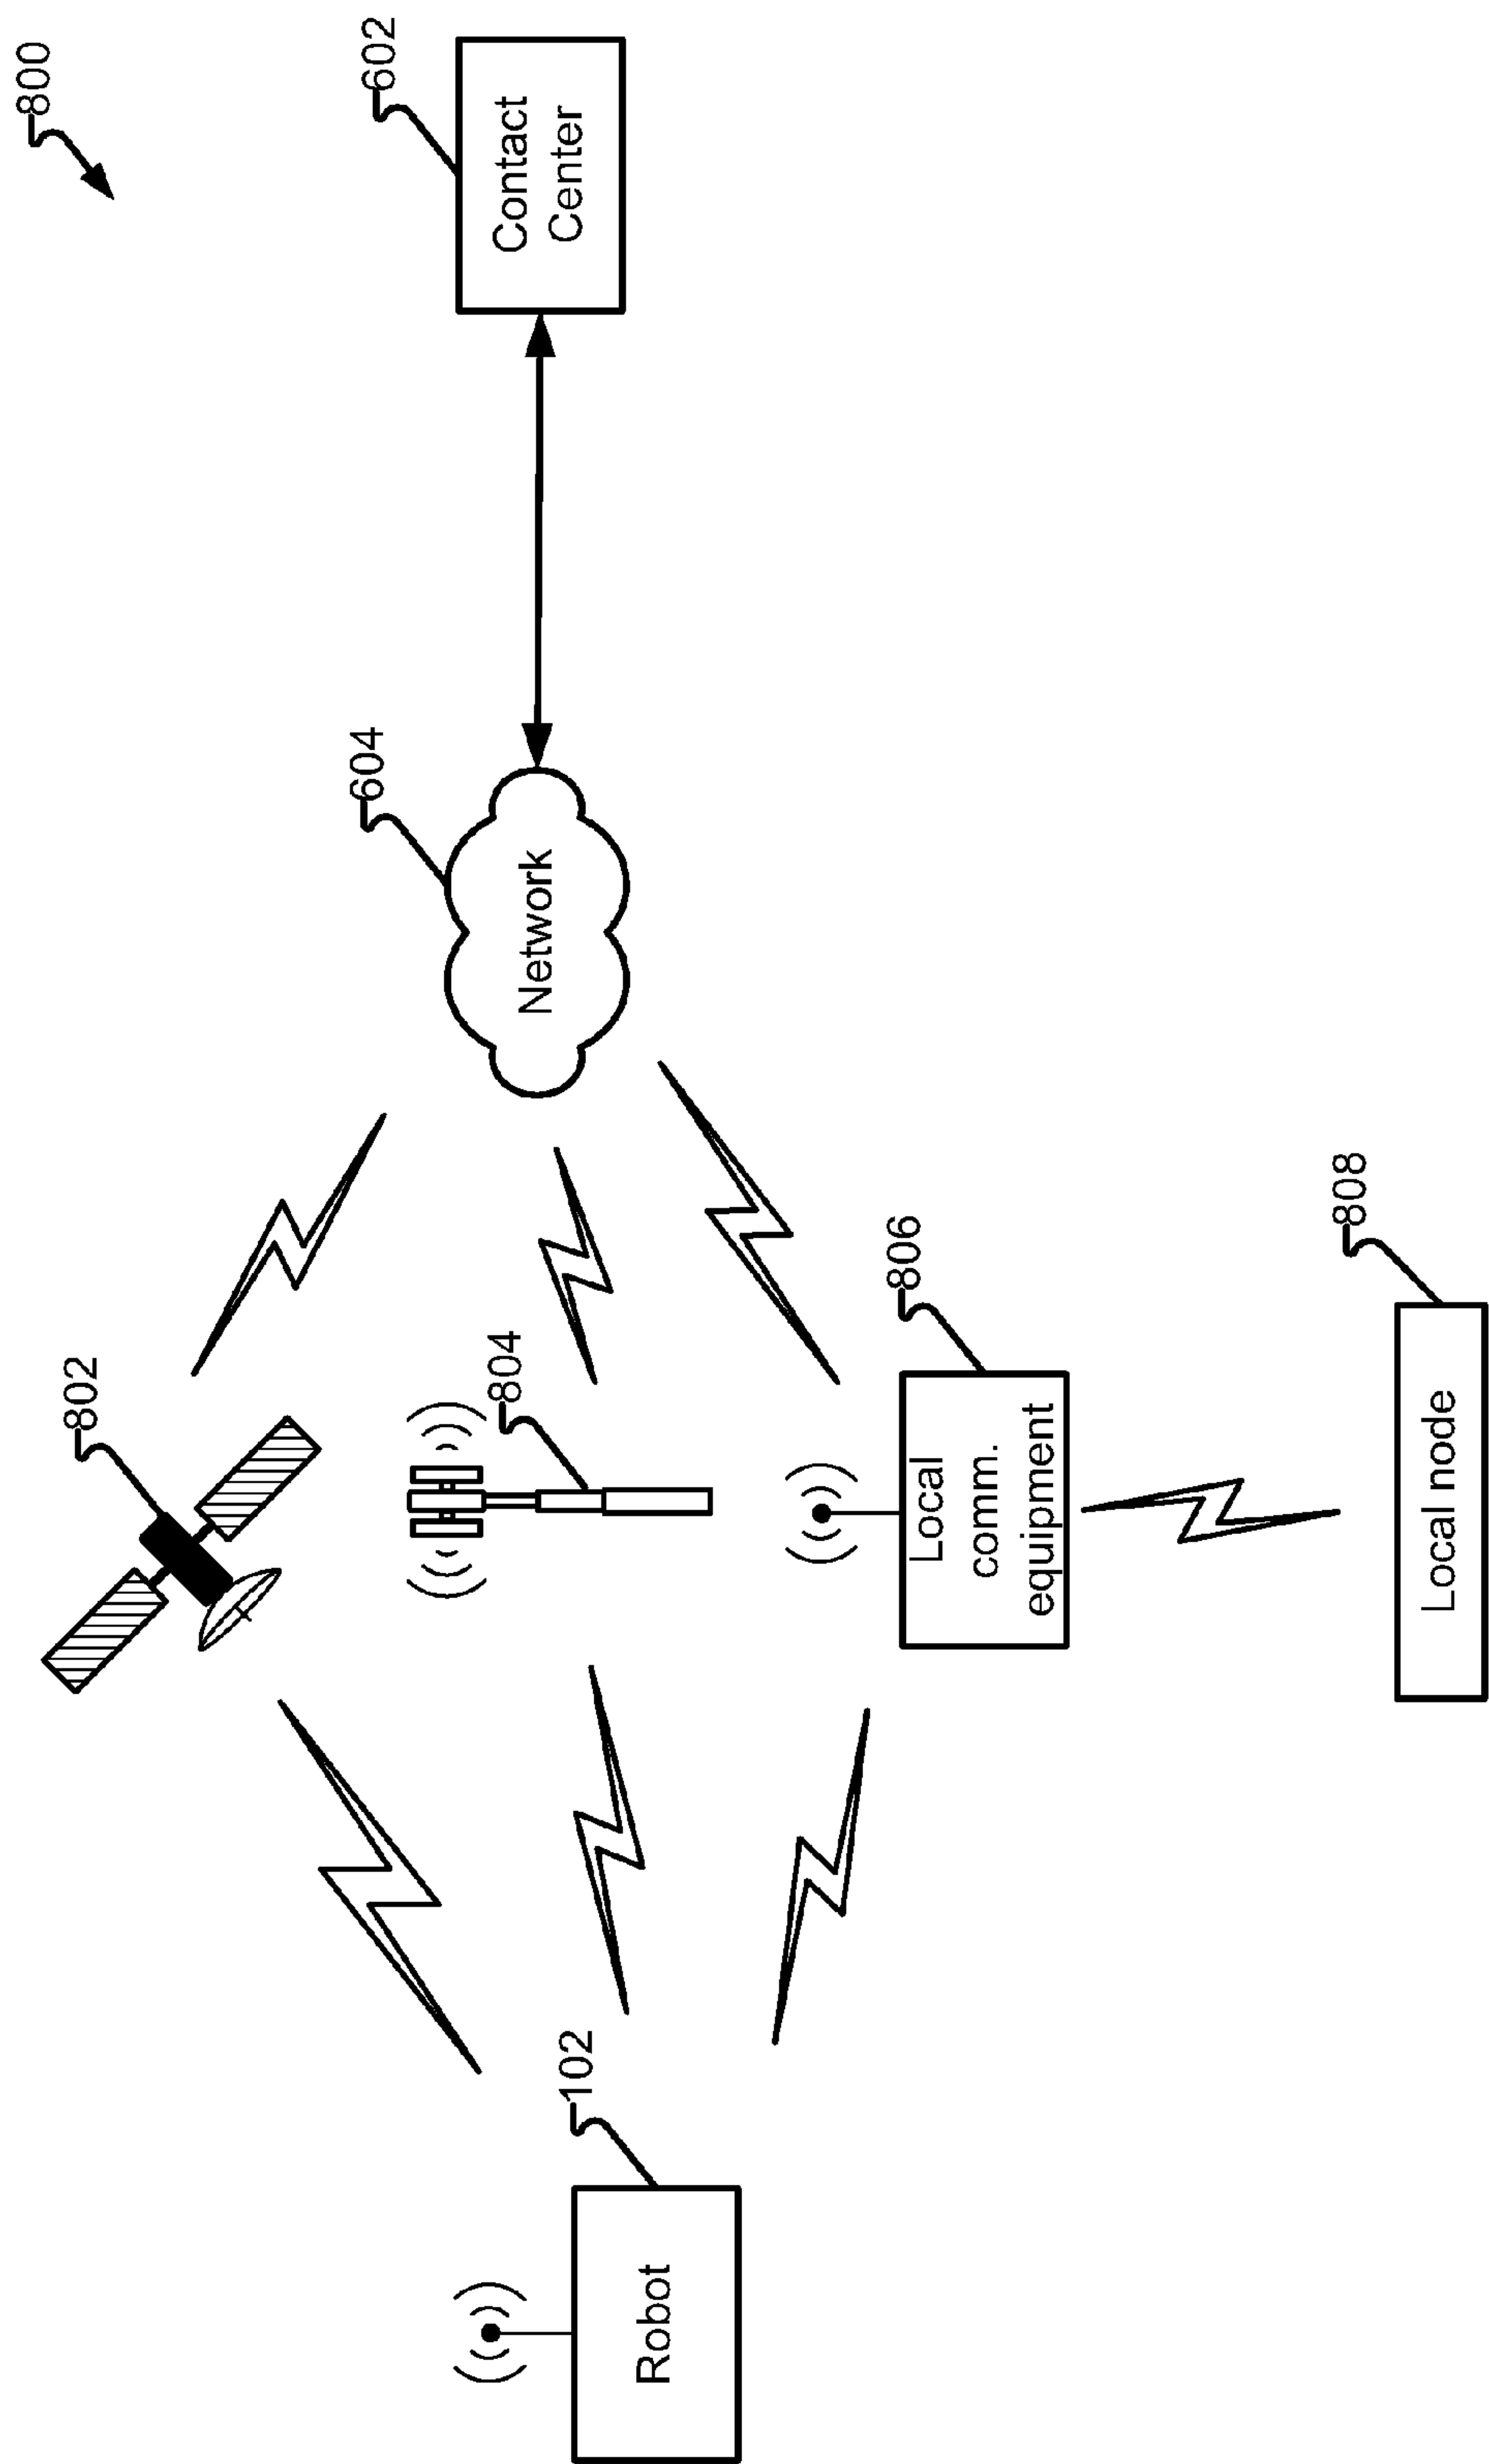 800
802
604
602
Contact
Center
Network
804
102
Robot
806
Local
comm.
equipment
808
Local node